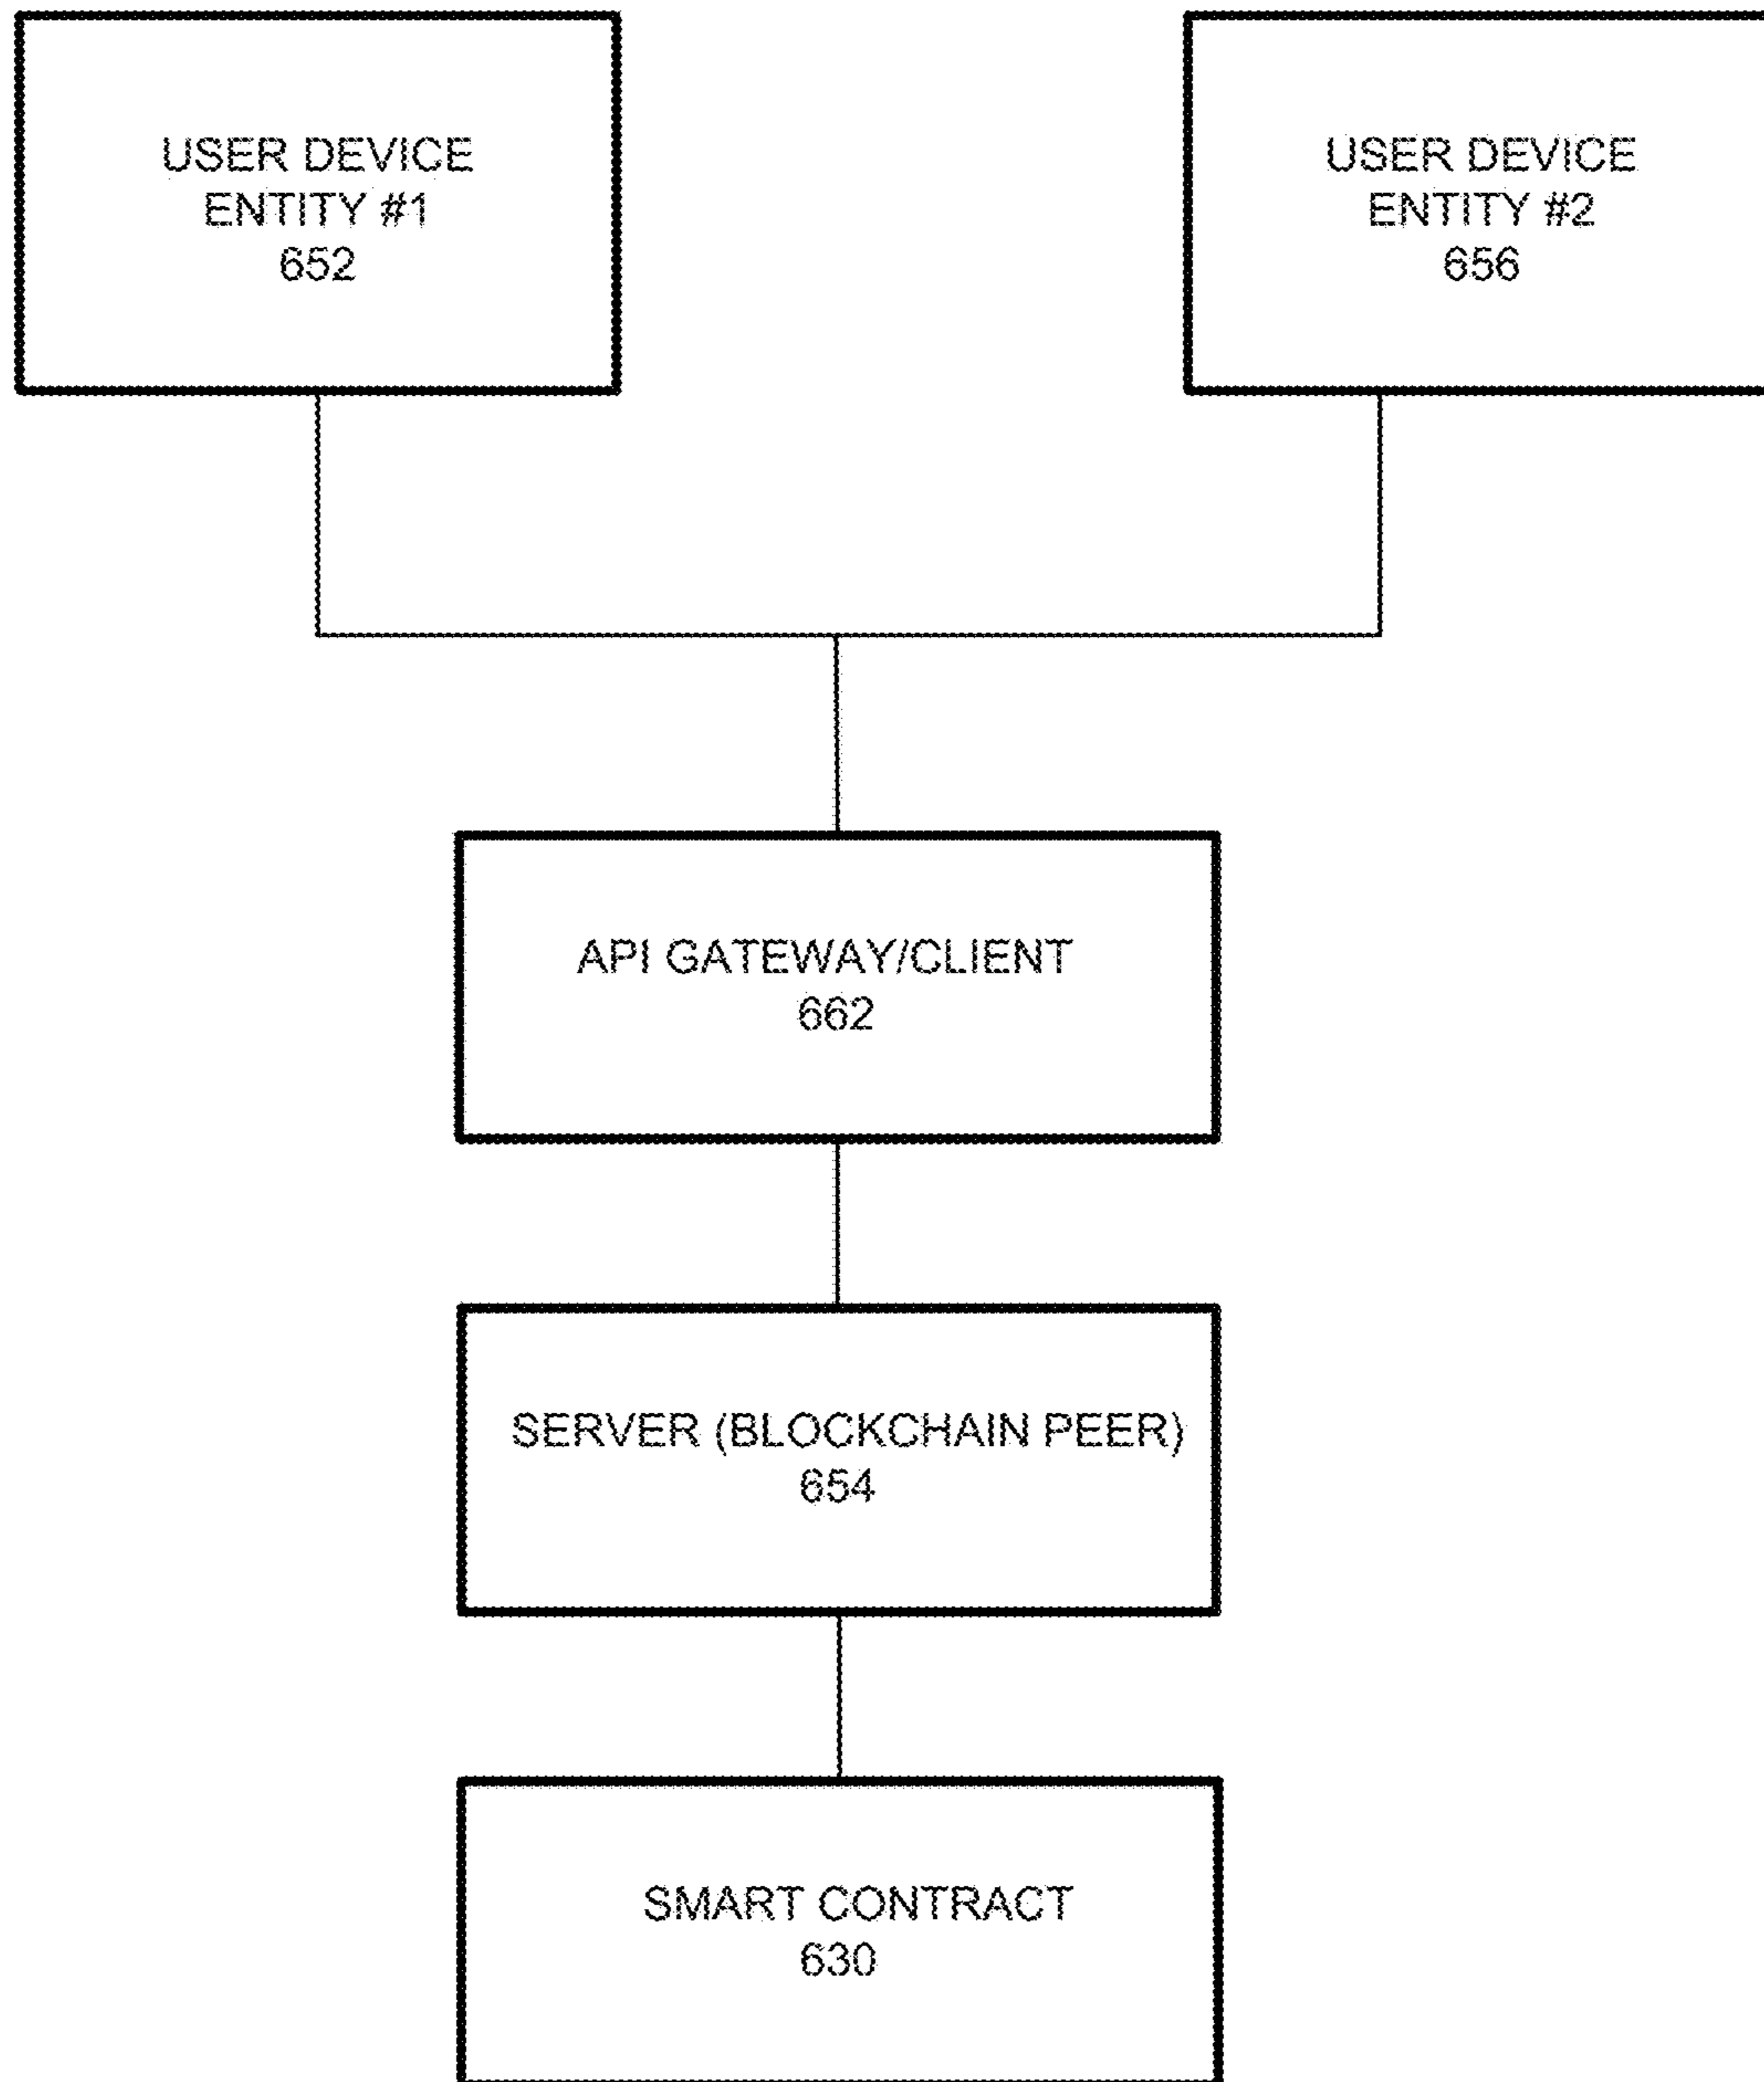 USER DEVICE
ENTITY #1
652
USER DEVICE
ENTITY #2
656
API GATEWAY/CLIENT
662
SERVER (BLOCKCHAIN PEER)
654
SMART CONTRACT
630